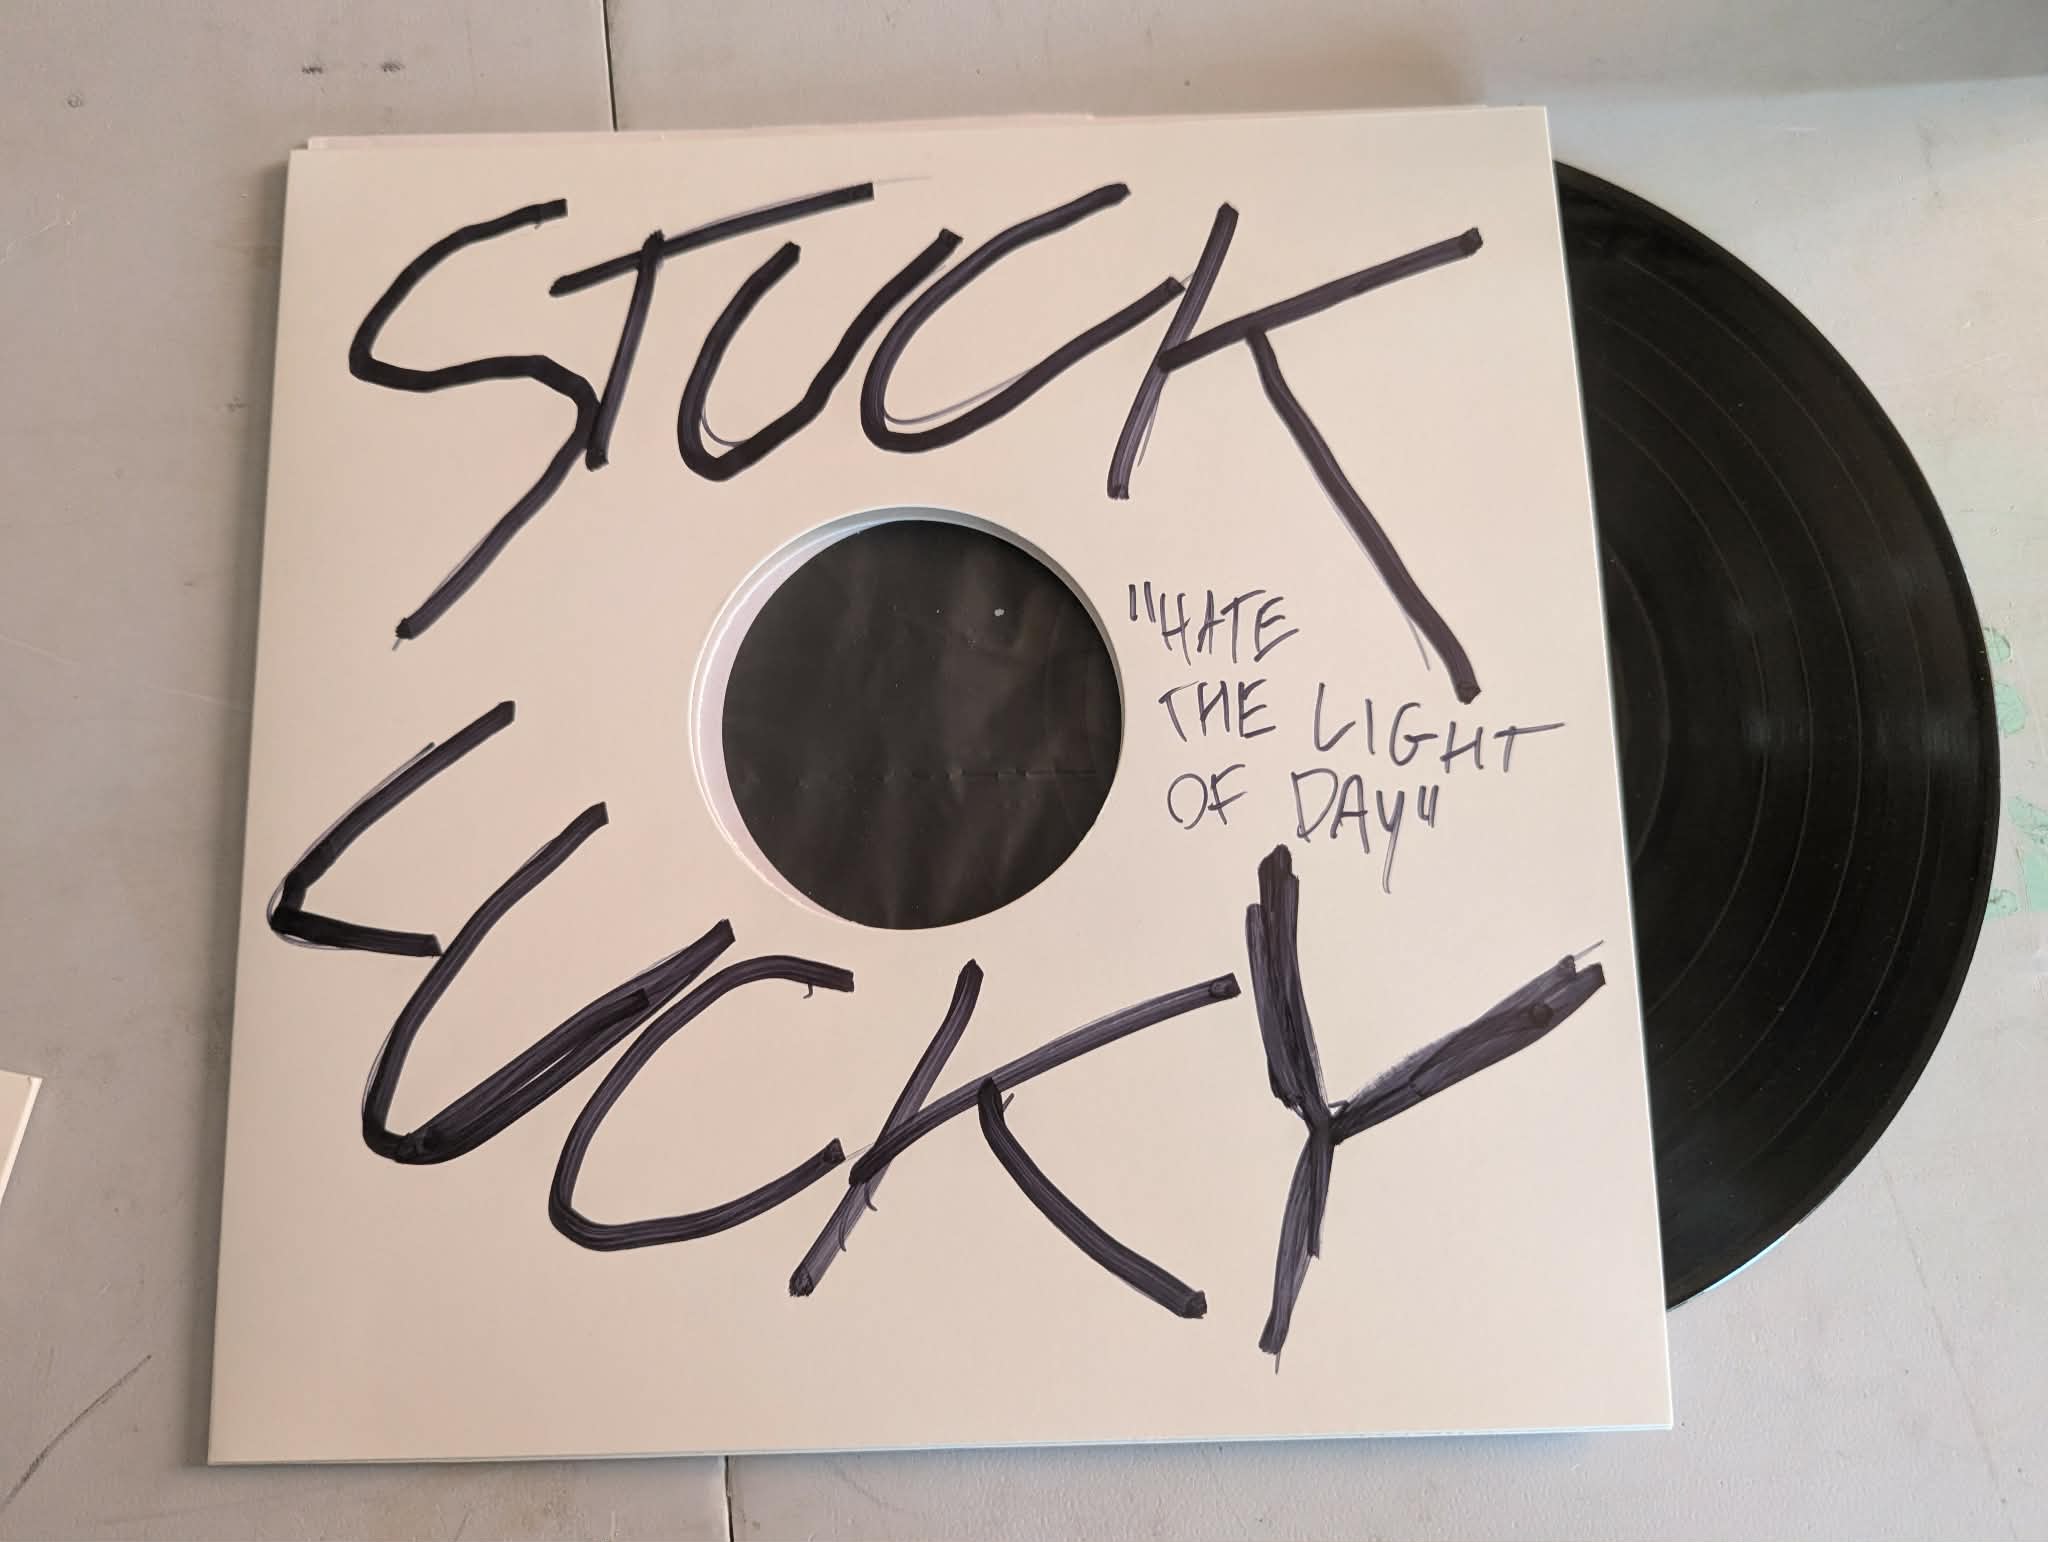 STUCK
"HATE
THE LIGHT
OF DAY"
LUCKY